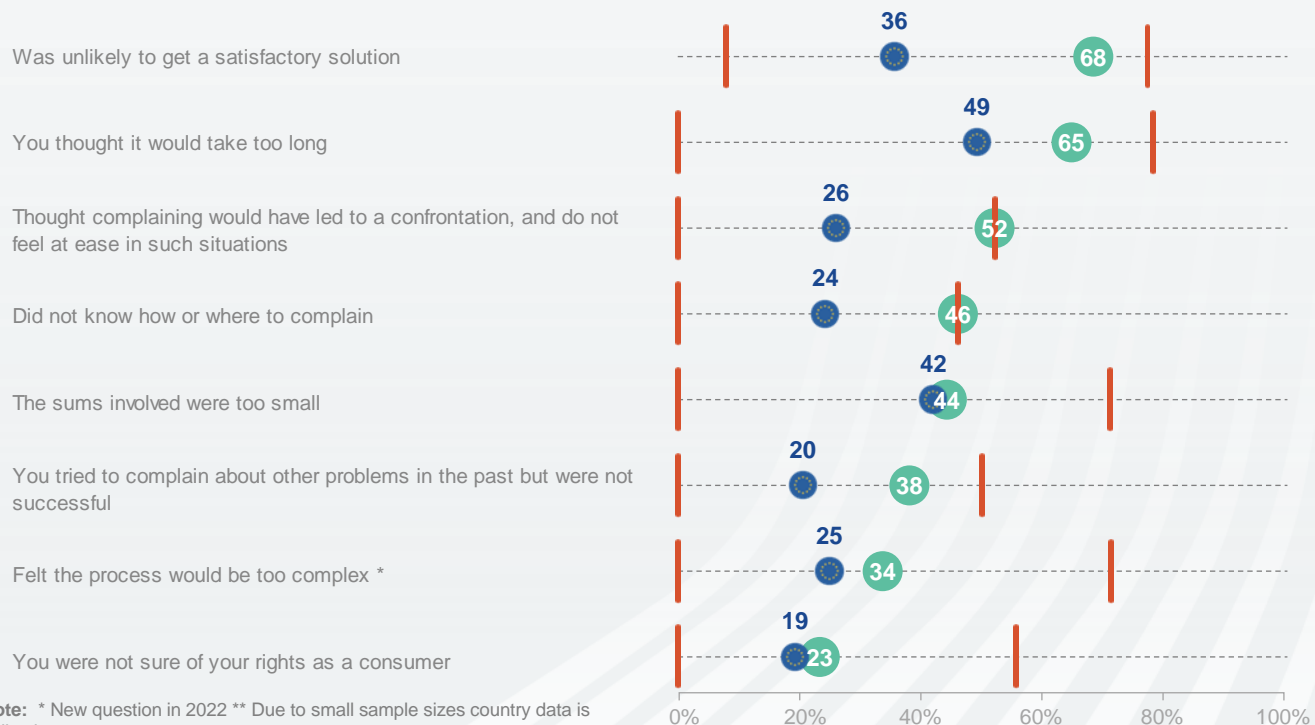 36
Was unlikely to get a satisfactory solution
68
49
You thought it would take too long
65
26
Thought complaining would have led to a confrontation, and do not
feel at ease in such situations
52
24
Did not know how or where to complain
46
42
The sums involved were too small
44
20
You tried to complain about other problems in the past but were not
successful
38
25
Felt the process would be too complex *
34
19
You were not sure of your rights as a consumer
23
ote: * New question in 2022 ** Due to small sample sizes country data is
0% 20% 40% 60% 80% 100%